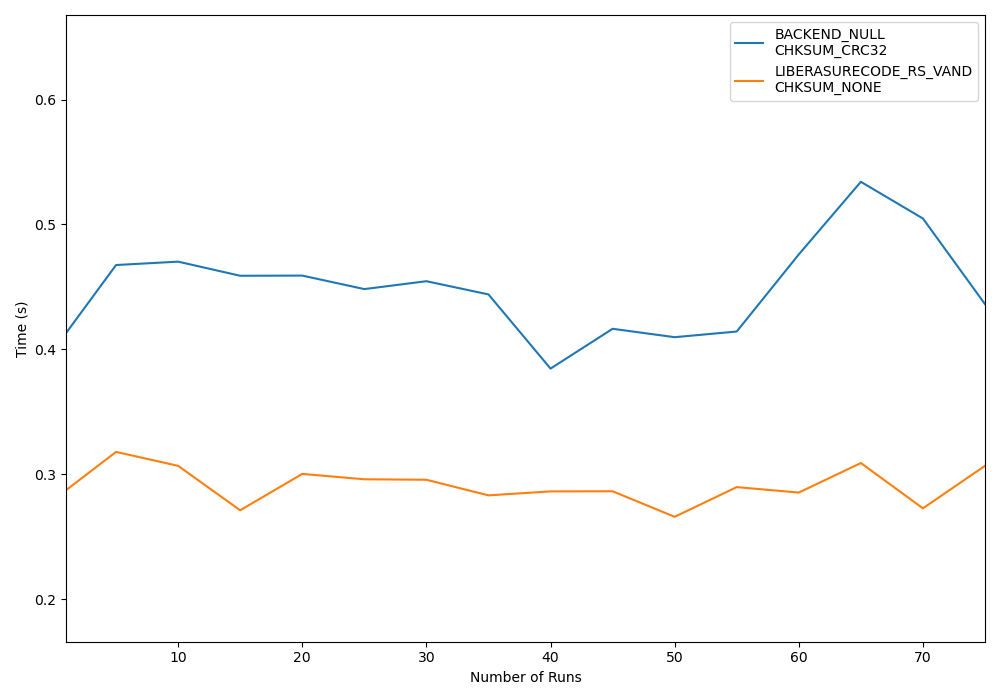 BACKEND_NULL
CHKSUM_CRC32
LIBERASURECODE_RS_VAND
CHKSUM_NONE
0.6
0.5
0.4
0.3
0.2
Time (s)
10 20 30 40 50 60 70
Number of Runs